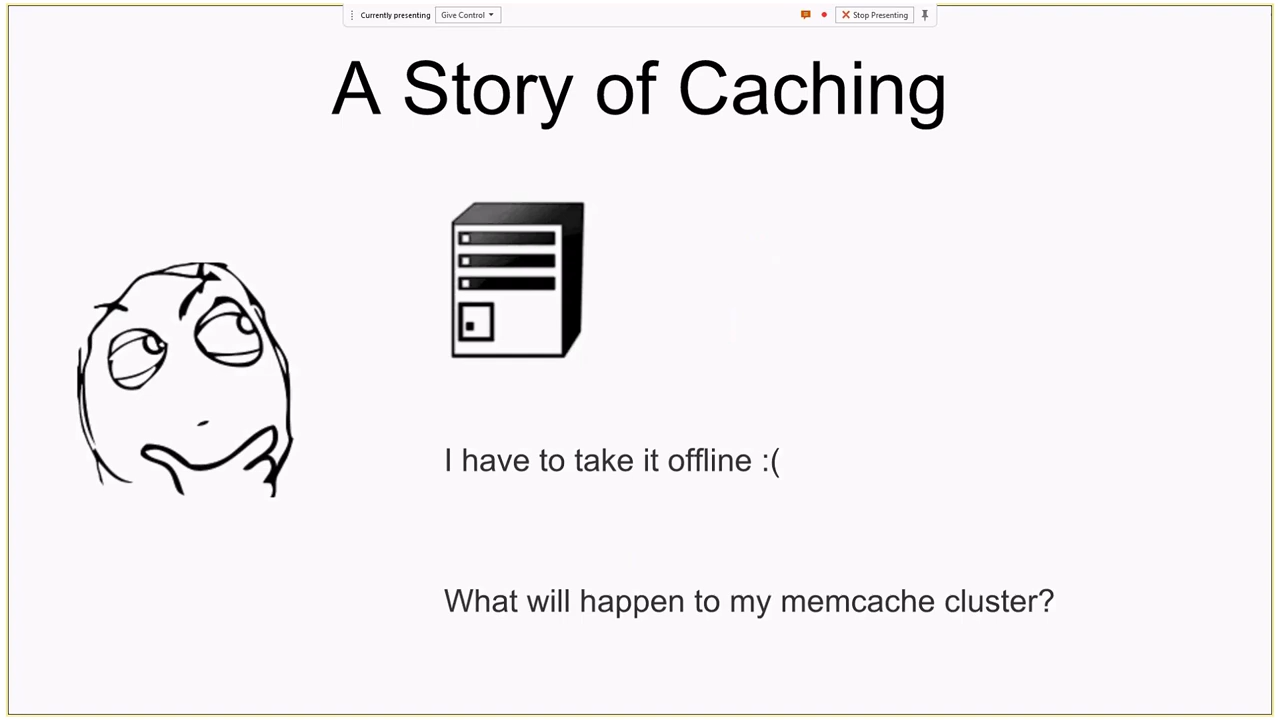 Currently presenting Give Control Stop Presenting
A Story of Caching
I have to take it offline :(
What will happen to my memcache cluster?